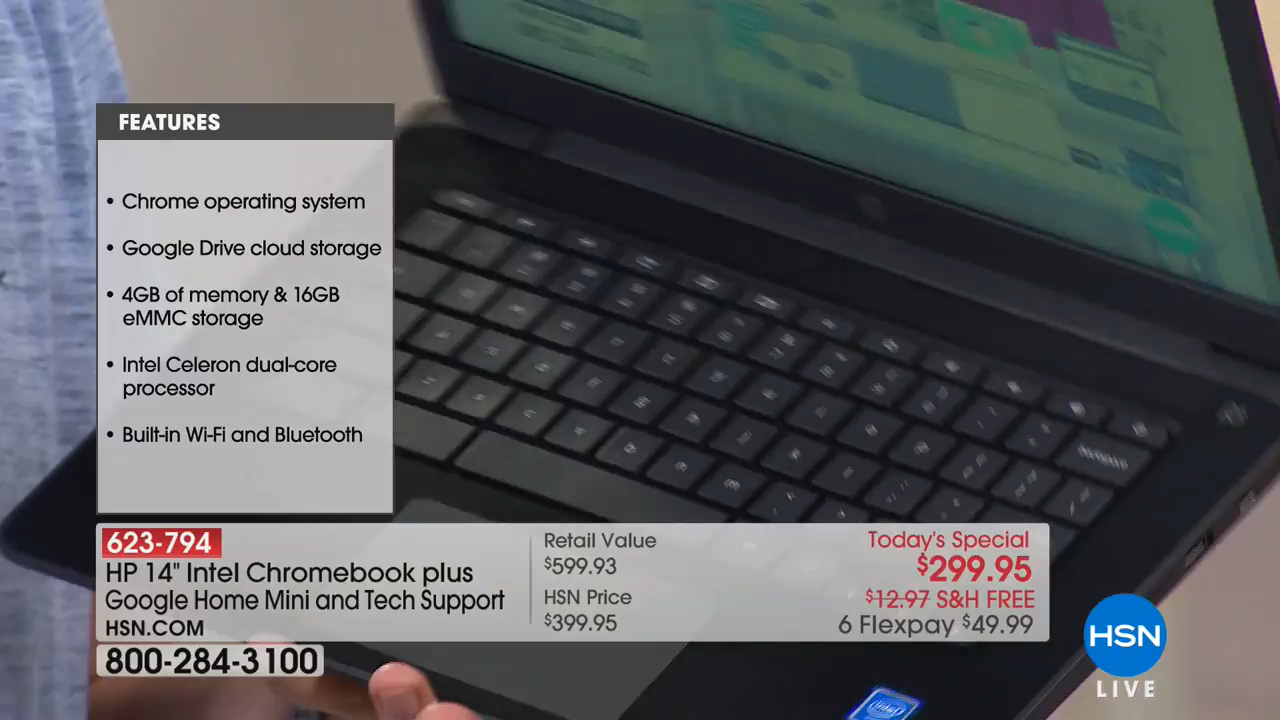 FEATURES
• Chrome operating system
• Google Drive cloud storage
• 4GB of memory & 16GB
eMMC storage
• Intel Celeron dual-core
processor
• Built-in Wi-Fi and Bluetooth
623-794
HP 14" Intel Chromebook plus
Google Home Mini and Tech Support
HSN.COM
800-284-3100
Retail Value
$599.93
HSN Price
$399.95
Today's Special
$299.95
$12.97 S&H FREE
6 Flexpay $49.99
HSN
LIVE
intel